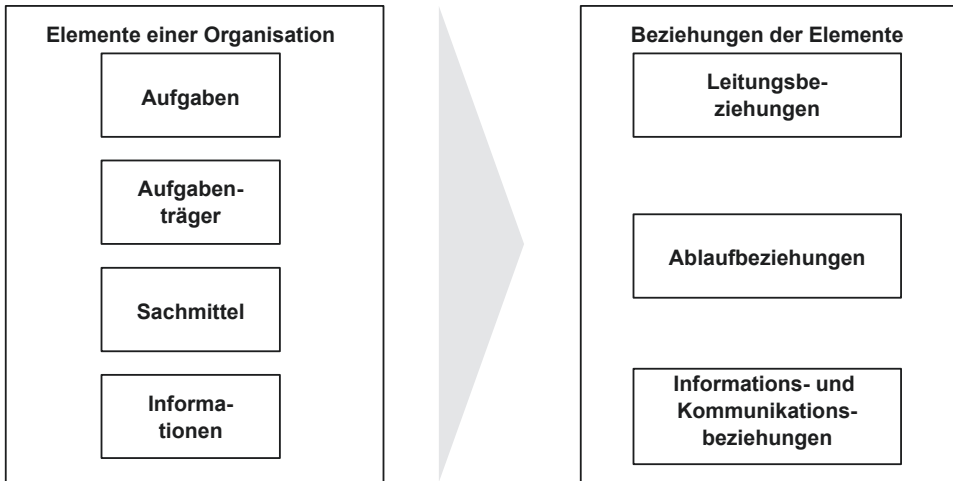 Elemente einer Organisation
Aufgaben
Aufgaben-
träger
Sachmittel
Informa-
tionen
Beziehungen der Elemente
Leitungsbe-
ziehungen
Ablaufbeziehungen
Informations- und
Kommunikations-
beziehungen